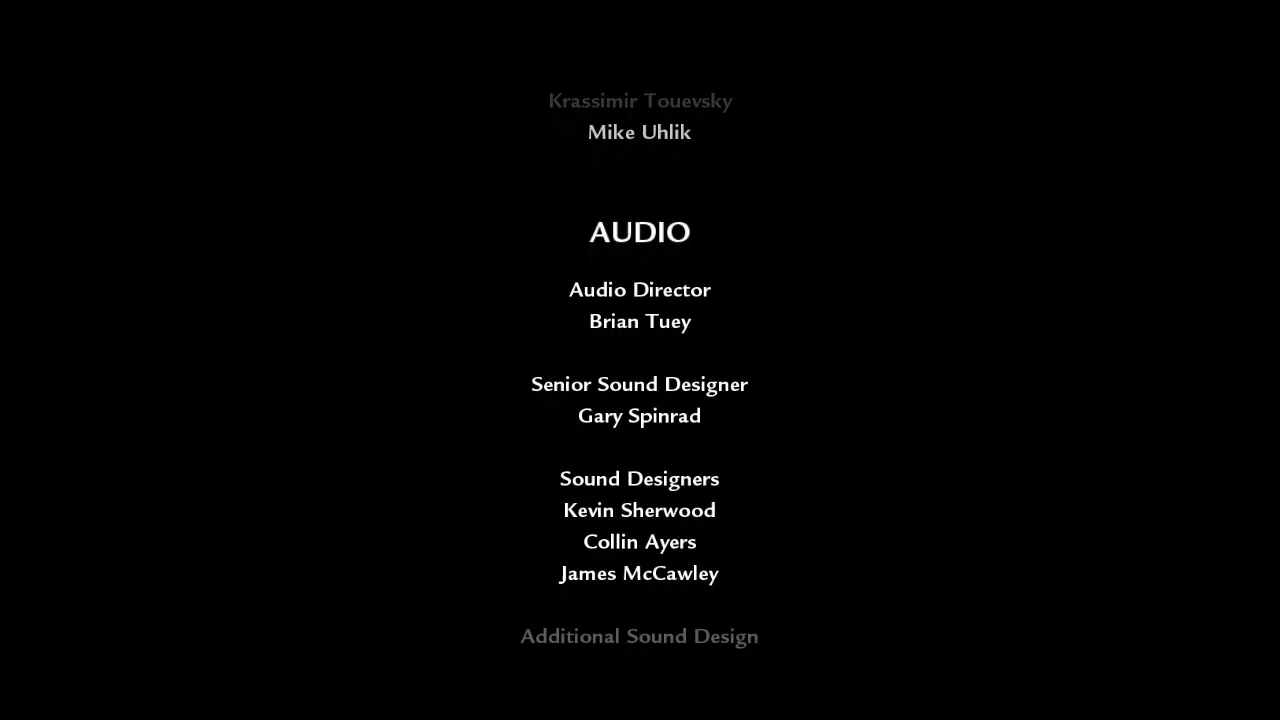 Krassimir Touevsky
Mike Uhlik
AUDIO
Audio Director
Brian Tuey
Senior Sound Designer
Gary Spinrad
Sound Designers
Kevin Sherwood
Collin Ayers
James McCawley
Additional Sound Design